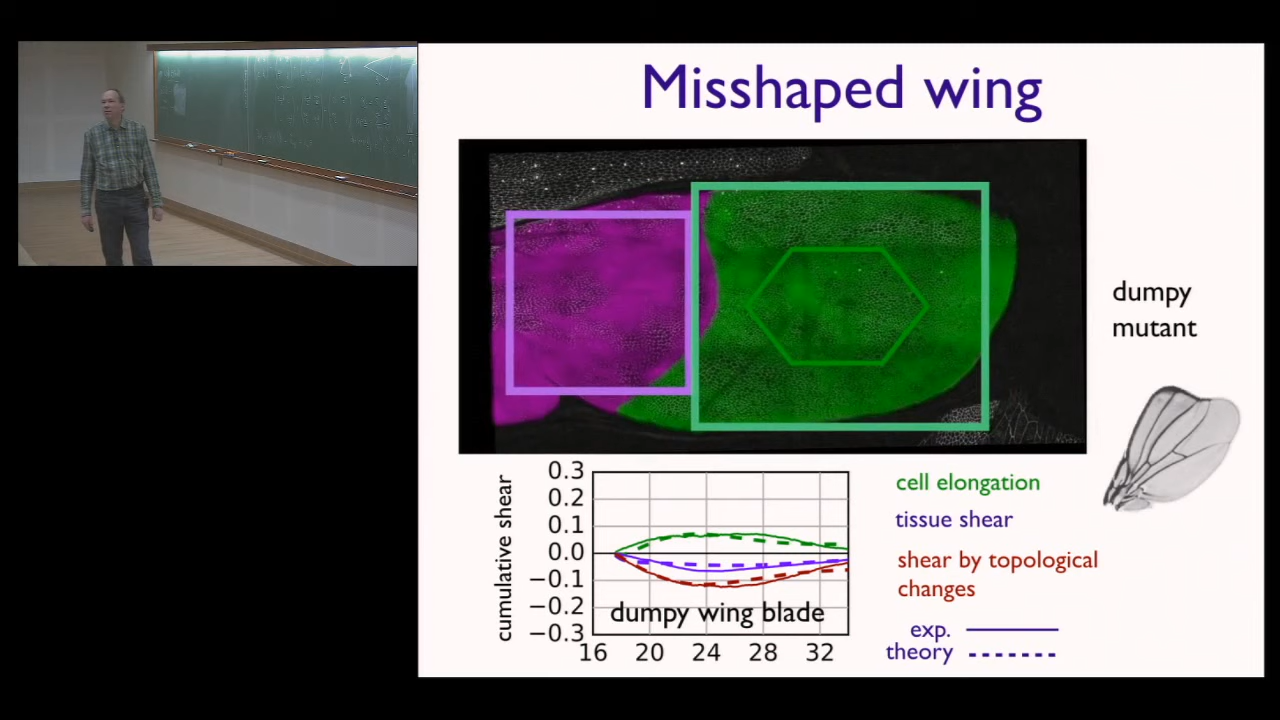 Misshaped wing
dumpy
mutant
cumulative shear
0.3
0.2
0.1
0.0
−0.1
−0.2
−0.3
dumpy wing blade
16 20 24 28 32
cell elongation
tissue shear
shear by topological
changes
exp.
theory